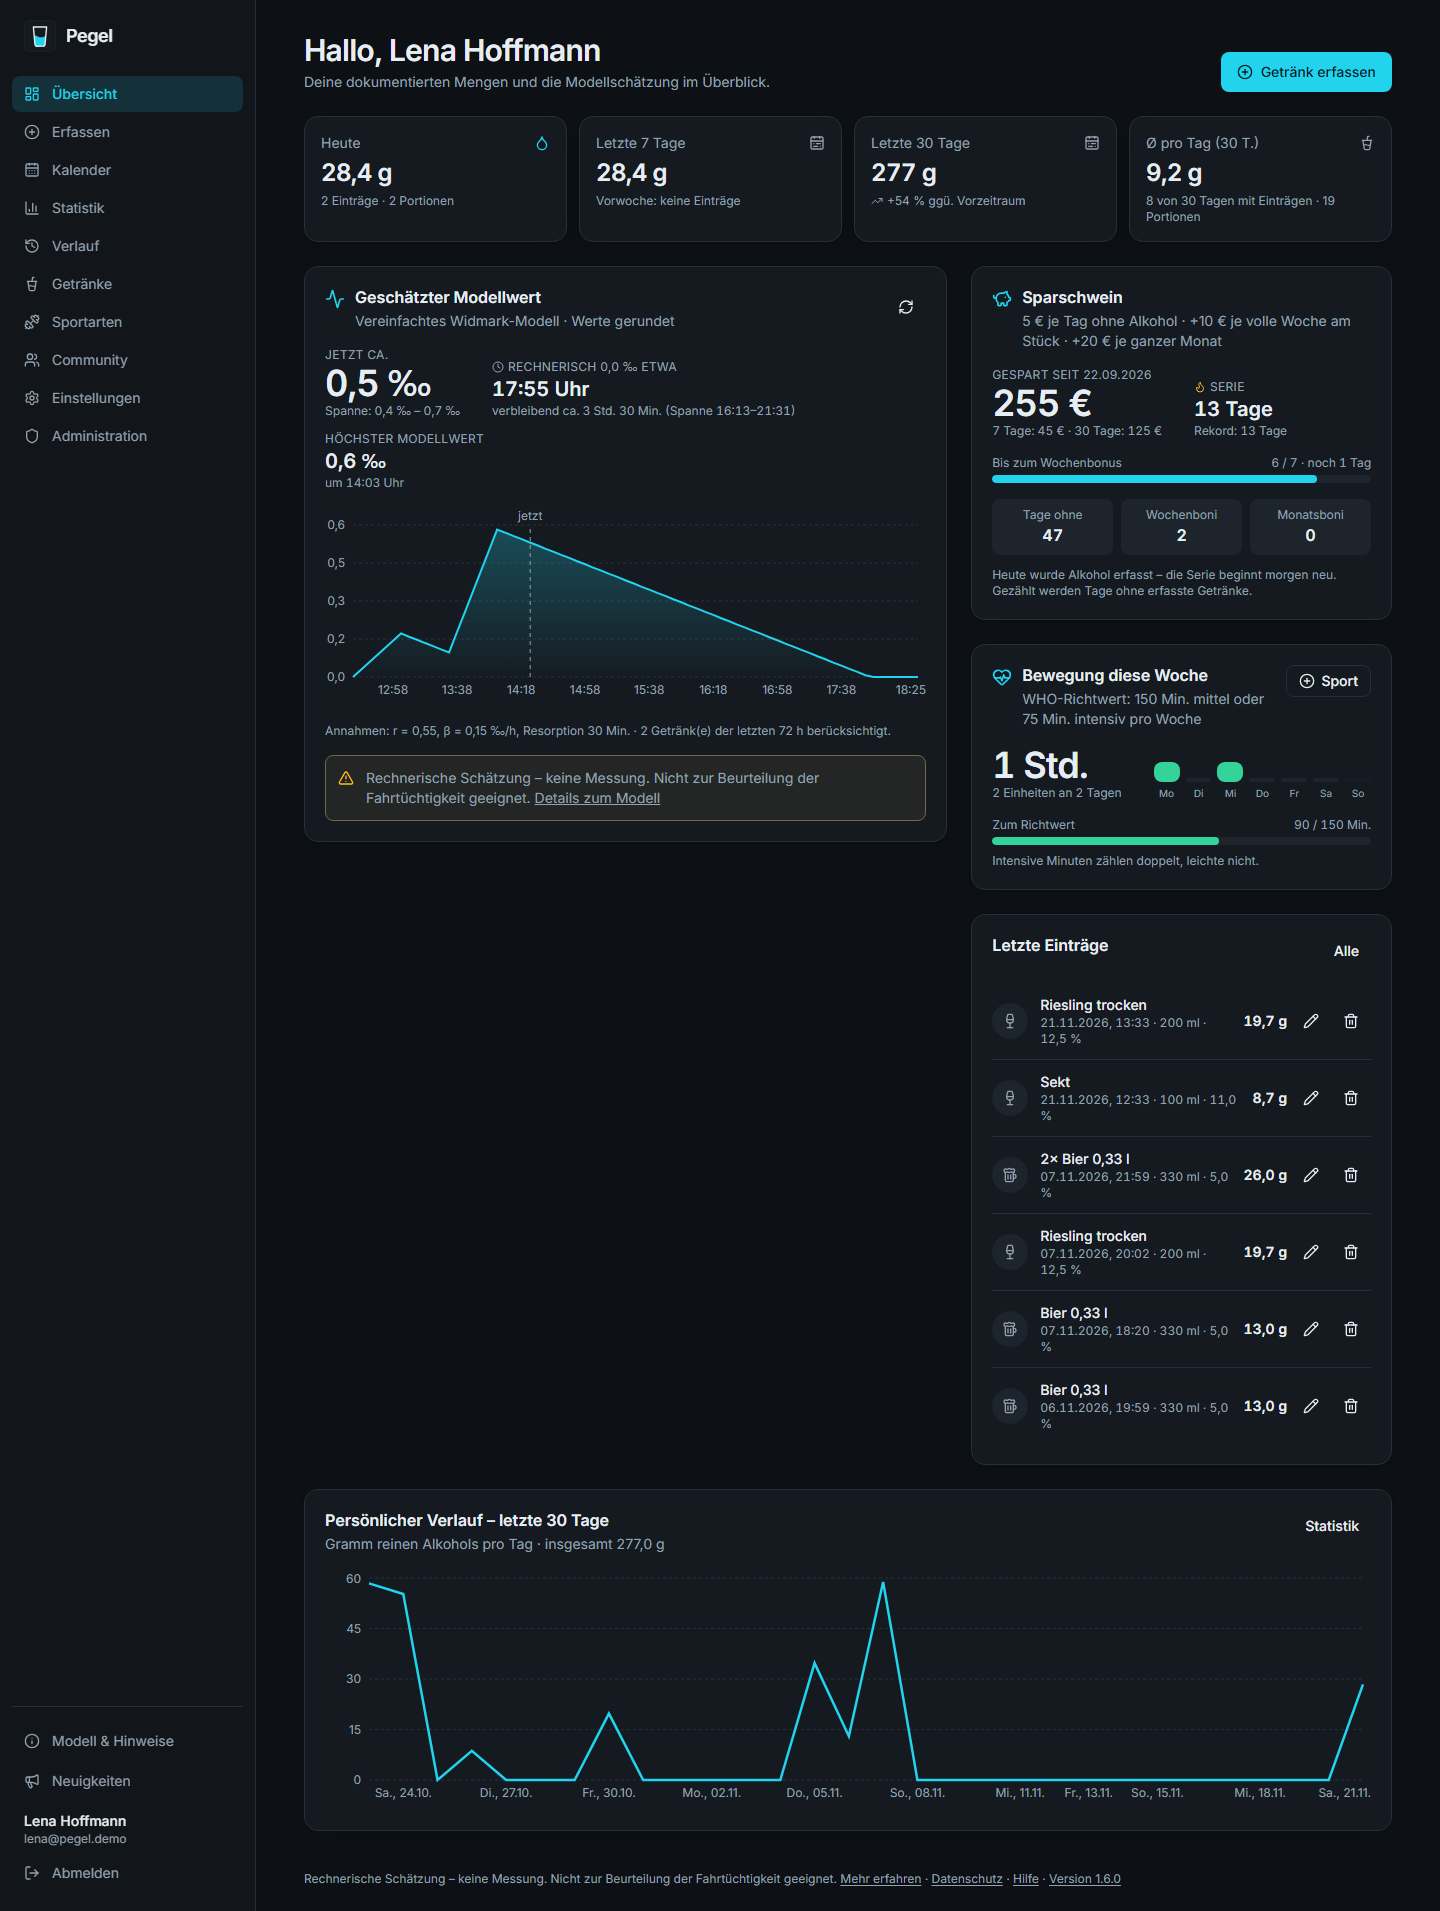 Pegel
Übersicht
Erfassen
Kalender
Statistik
Verlauf
Getränke
Sportarten
Community
Einstellungen
Administration
Modell & Hinweise
Neuigkeiten
Lena Hoffmann
lena@pegel.demo
Abmelden
Hallo, Lena Hoffmann
Deine dokumentierten Mengen und die Modellschätzung im Überblick.
Getränk erfassen
Heute
28,4 g
2 Einträge · 2 Portionen
Letzte 7 Tage
28,4 g
Vorwoche: keine Einträge
Letzte 30 Tage
277 g
+54 % ggü. Vorzeitraum
Ø pro Tag (30 T.)
9,2 g
8 von 30 Tagen mit Einträgen · 19
Portionen
Geschätzter Modellwert
Vereinfachtes Widmark-Modell · Werte gerundet
JETZT CA.
0,5 ‰
Spanne: 0,4 ‰ – 0,7 ‰
RECHNERISCH 0,0 ‰ ETWA
17:55 Uhr
verbleibend ca. 3 Std. 30 Min. (Spanne 16:13–21:31)
HÖCHSTER MODELLWERT
0,6 ‰
um 14:03 Uhr
jetzt
0,6
0,5
0,3
0,2
0,0
12:58 13:38 14:18 14:58 15:38 16:18 16:58 17:38 18:25
Annahmen: r = 0,55, β = 0,15 ‰/h, Resorption 30 Min. · 2 Getränk(e) der letzten 72 h berücksichtigt.
Rechnerische Schätzung – keine Messung. Nicht zur Beurteilung der
Fahrtüchtigkeit geeignet. Details zum Modell
Sparschwein
5 € je Tag ohne Alkohol · +10 € je volle Woche am
Stück · +20 € je ganzer Monat
GESPART SEIT 22.09.2026
255 €
7 Tage: 45 € · 30 Tage: 125 €
SERIE
13 Tage
Rekord: 13 Tage
Bis zum Wochenbonus 6 / 7 · noch 1 Tag
Tage ohne
47
Wochenboni
2
Monatsboni
0
Heute wurde Alkohol erfasst – die Serie beginnt morgen neu.
Gezählt werden Tage ohne erfasste Getränke.
Bewegung diese Woche
WHO-Richtwert: 150 Min. mittel oder
75 Min. intensiv pro Woche
Sport
1 Std.
2 Einheiten an 2 Tagen
Mo Di Mi Do Fr Sa So
Zum Richtwert 90 / 150 Min.
Intensive Minuten zählen doppelt, leichte nicht.
Letzte Einträge
Alle
Riesling trocken
21.11.2026, 13:33 · 200 ml ·
12,5 %
19,7 g
Sekt
21.11.2026, 12:33 · 100 ml · 11,0
%
8,7 g
2× Bier 0,33 l
07.11.2026, 21:59 · 330 ml · 5,0
%
26,0 g
Riesling trocken
07.11.2026, 20:02 · 200 ml ·
12,5 %
19,7 g
Bier 0,33 l
07.11.2026, 18:20 · 330 ml · 5,0
%
13,0 g
Bier 0,33 l
06.11.2026, 19:59 · 330 ml · 5,0
%
13,0 g
Persönlicher Verlauf – letzte 30 Tage
Gramm reinen Alkohols pro Tag · insgesamt 277,0 g
Statistik
60
45
30
15
0
Sa., 24.10. Di., 27.10. Fr., 30.10. Mo., 02.11. Do., 05.11. So., 08.11. Mi., 11.11. Fr., 13.11. So., 15.11. Mi., 18.11. Sa., 21.11.
Rechnerische Schätzung – keine Messung. Nicht zur Beurteilung der Fahrtüchtigkeit geeignet. Mehr erfahren · Datenschutz · Hilfe · Version 1.6.0